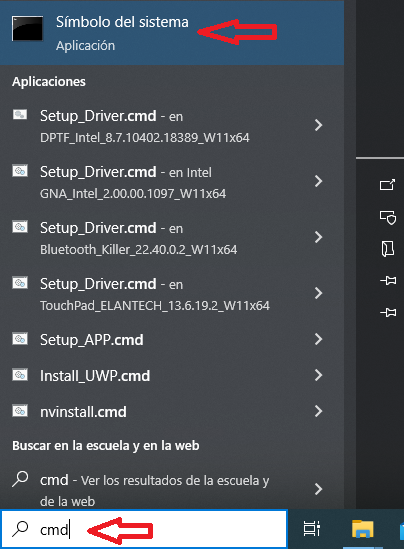 Símbolo del sistema
Aplicación
Aplicaciones
Setup_Driver.cmd - en
DPTF_Intel_8.7.10402.18389_W11x64
Setup_Driver.cmd - en Intel
GNA_Intel_2.00.00.1097_W11x64
Setup_Driver.cmd - en
Bluetooth_Killer_22.40.0.2_W11x64
Setup_Driver.cmd - en
TouchPad_ELANTECH_13.6.19.2_W11x64
Setup_APP.cmd
Install_UWP.cmd
nvinstall.cmd
Buscar en la escuela y en la web
cmd - Ver los resultados de la escuela y
de la web
cmd